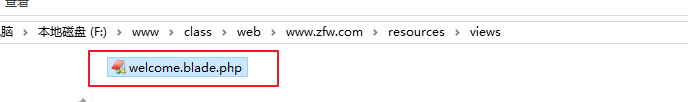 查看
脑 > 本地磁盘 (F:) > www > class > web > www.zfw.com > resources > views
welcome.blade.php